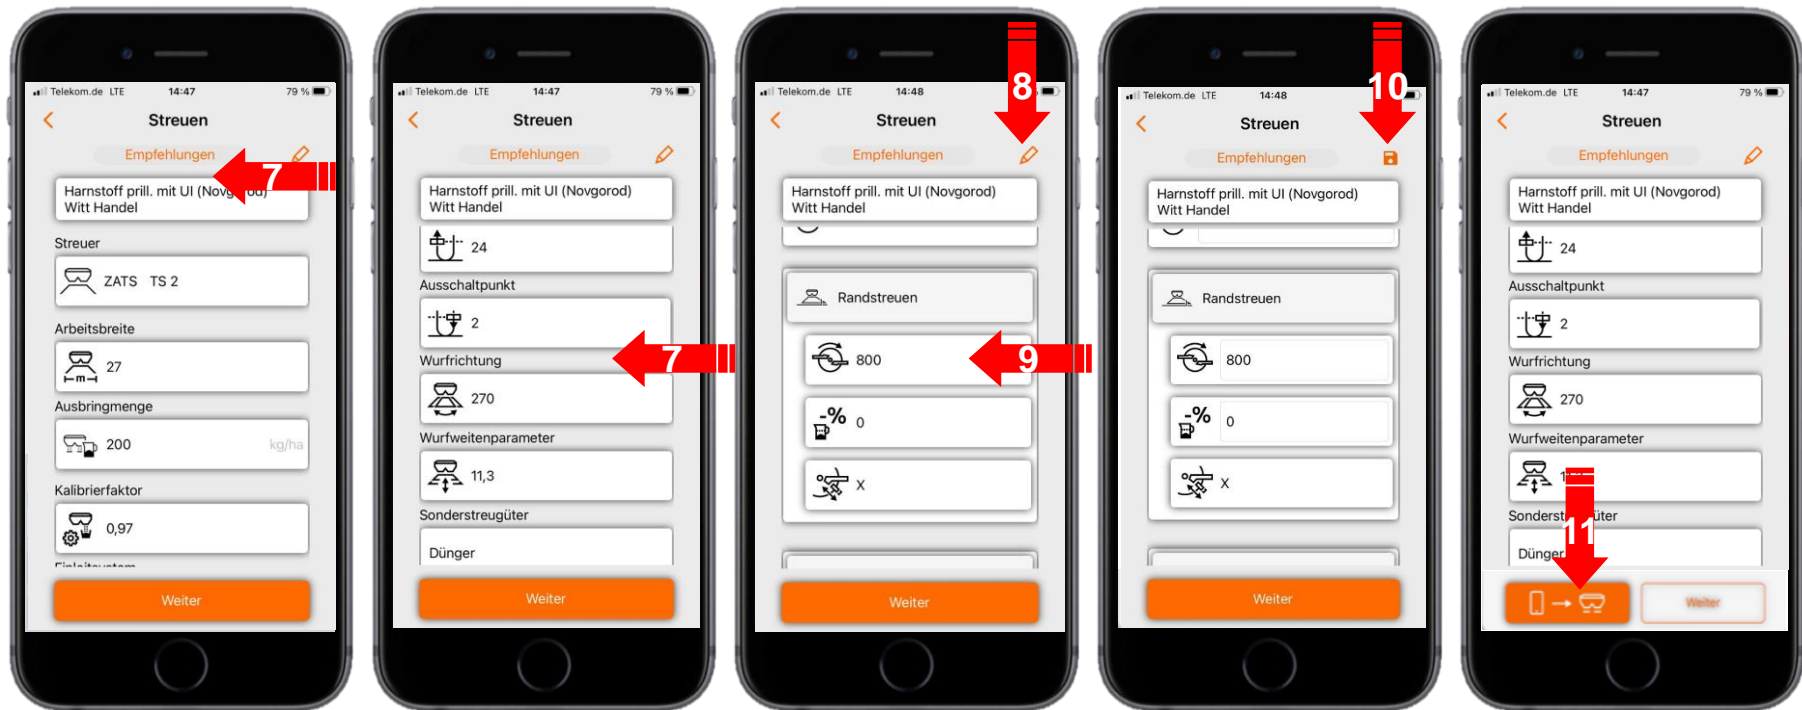 Telekom.de LTE 14:47 79 %
Streuen
Empfehlungen
7
Harnstoff prill. mit UI (Novgorod)
Witt Handel
Streuer
ZATS TS 2
Arbeitsbreite
m
27
Ausbringmenge
200 kg/ha
Kalibrierfaktor
0,97
Einleitsystem
Weiter
Telekom.de LTE 14:47 79 %
Streuen
Empfehlungen
Harnstoff prill. mit UI (Novgorod)
Witt Handel
24
Ausschaltpunkt
2
Wurfrichtung
7
270
Wurfweitenparameter
11,3
Sonderstreugüter
Dünger
Weiter
Telekom.de LTE 14:48 %
8
Streuen
Empfehlungen
Harnstoff prill. mit UI (Novgorod)
Witt Handel
Randstreuen
800
9
-% 0
X
Weiter
Telekom.de LTE 14:48
10
Streuen
Empfehlungen
Harnstoff prill. mit UI (Novgorod)
Witt Handel
Randstreuen
800
-% 0
X
Weiter
Telekom.de LTE 14:47 79 %
Streuen
Empfehlungen
Harnstoff prill. mit UI (Novgorod)
Witt Handel
24
Ausschaltpunkt
2
Wurfrichtung
270
Wurfweitenparameter
Sonderstreugüter
11
Dünger
Weiter